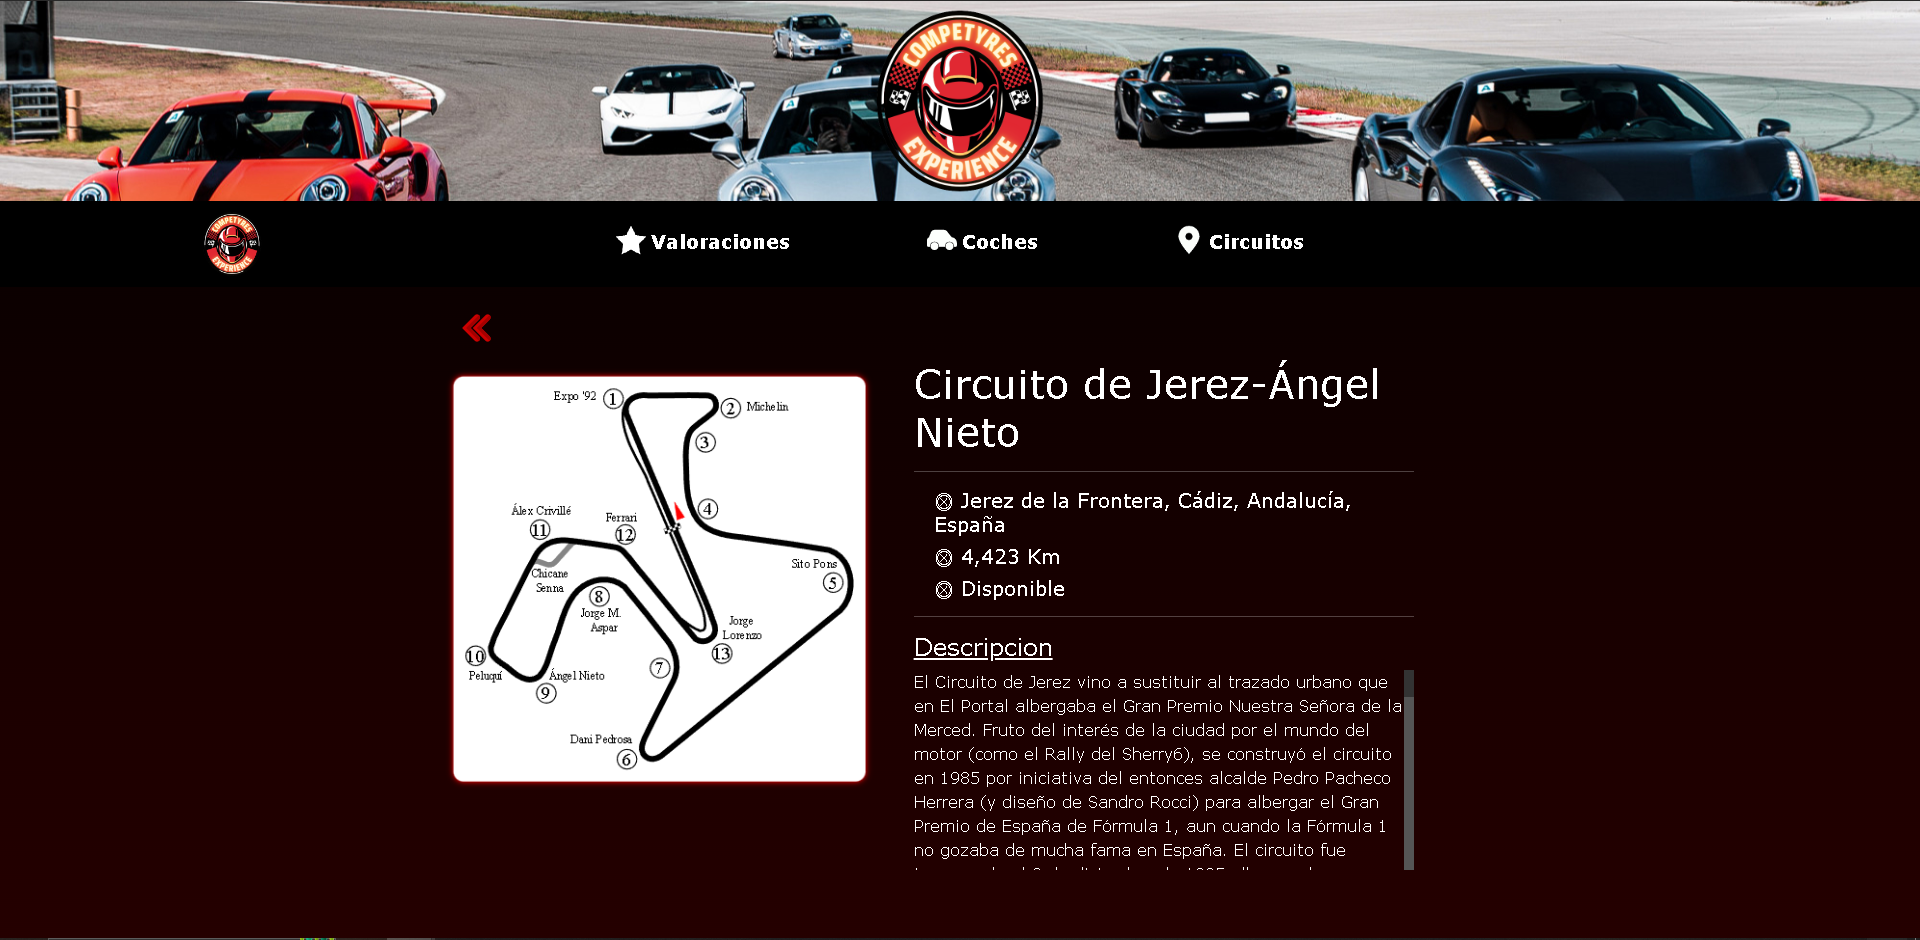 COMPETYRES
EXPERIENCE
COMPETYRES
EXPERIENCE
Valoraciones
Coches
Circuitos
Expo '92
1
2
Michelin
3
4
Álex Crivillé
11
Ferrari
12
Chicane
Senna
Sito Pons
5
8
Jorge M.
Aspar
Jorge
Lorenzo
13
10
Peluquí
7
Ángel Nieto
9
Dani Pedrosa
6
Circuito de Jerez-Ángel
Nieto
Jerez de la Frontera, Cádiz, Andalucía,
España
4,423 Km
Disponible
Descripcion
El Circuito de Jerez vino a sustituir al trazado urbano que
en El Portal albergaba el Gran Premio Nuestra Señora de la
Merced. Fruto del interés de la ciudad por el mundo del
motor (como el Rally del Sherry6), se construyó el circuito
en 1985 por iniciativa del entonces alcalde Pedro Pacheco
Herrera (y diseño de Sandro Rocci) para albergar el Gran
Premio de España de Fórmula 1, aun cuando la Fórmula 1
no gozaba de mucha fama en España. El circuito fue